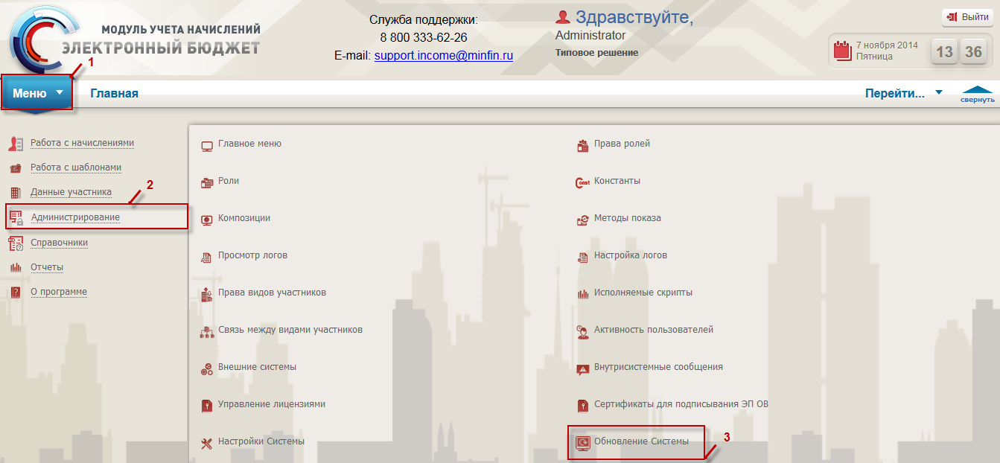 МОДУЛЬ УЧЕТА НАЧИСЛЕНИЙ
ЭЛЕКТРОННЫЙ БЮДЖЕТ
Служба поддержки:
8 800 333-62-26
E-mail: support.income@minfin.ru
Здравствуйте,
Administrator
Типовое решение
Выйти
7 ноября 2014
Пятница
13 36
1
Меню
Главная
Перейти...
свернуть
Работа с начислениями
Работа с шаблонами
Данные участника
2
Администрирование
Справочники
Отчеты
О программе
Главное меню
Права ролей
Роли
Const Константы
Композиции
Методы показа
Просмотр логов
Настройка логов
Права видов участников
Исполняемые скрипты
Связь между видами участников
Активность пользователей
Внешние системы
Внутрисистемные сообщения
Управление лицензиями
Сертификаты для подписывания ЭП ОВ
Настройки Системы
Обновление Системы
3